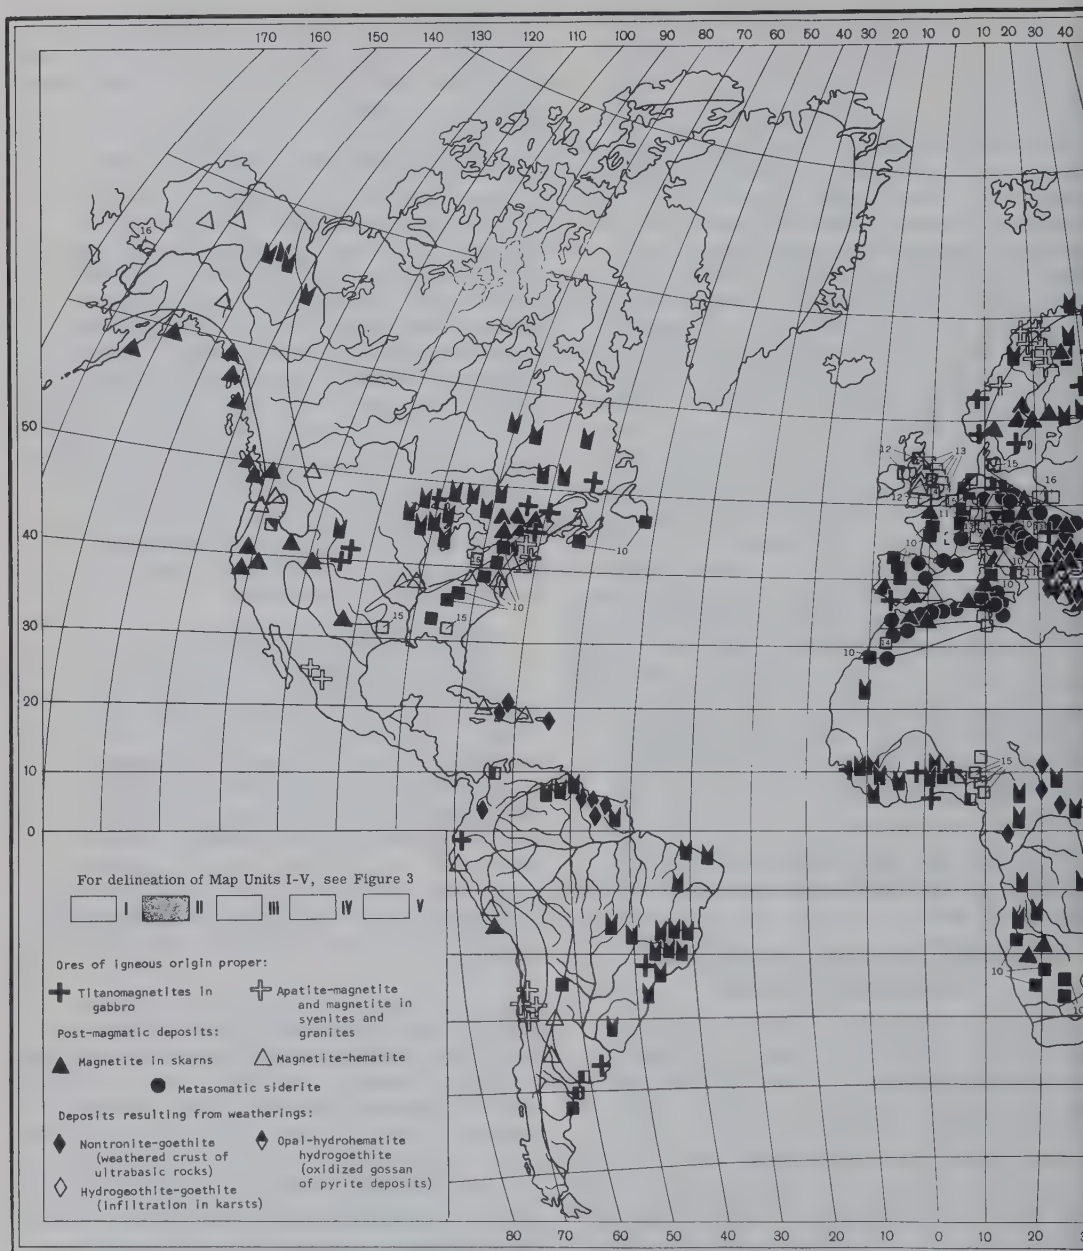 170 160 150 140 130 120 110 100 90 80 70 60 50 40 30 20 10 0 10 20 30 40
16
50
12 13
15
16
12
11
10
40
10
15 15
10
30
14
10
20
15
10
10
0
For delineation of Map Units I-V, see Figure 3
I II III IV V
Ores of igneous origin proper:
Titanomagnetites in
gabbro
Apatite-magnetite
and magnetite in
syenites and
granites
Post-magmatic deposits:
Magnetite in skarns
Magnetite-hematite
Metasomatic siderite
Deposits resulting from weatherings:
Nontronite-goethite
(weathered crust of
ultrabasic rocks)
Opal-hydrohematite
hydrogoethite
(oxidized gossan
of pyrite deposits)
Hydrogeothite-goethite
(infiltration in karsts)
10
10
80 70 60 50 40 30 20 10 0 10 20